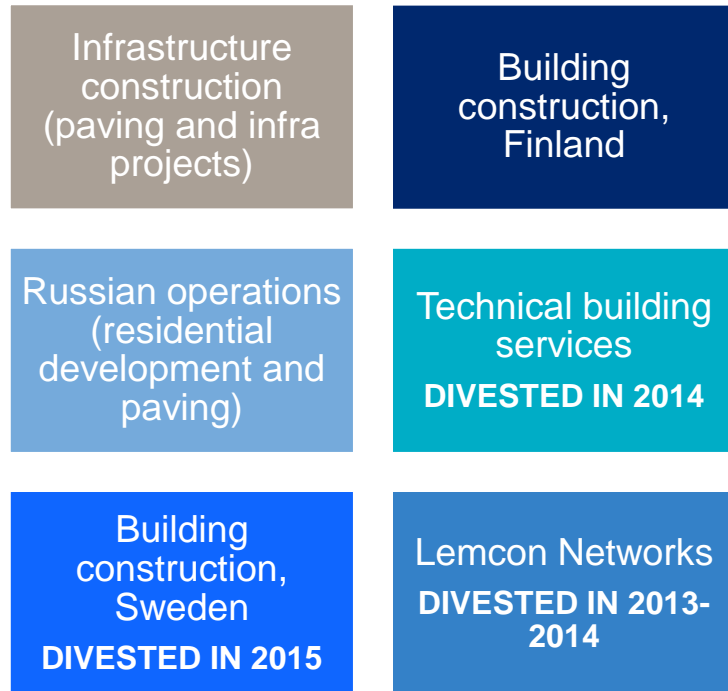 Infrastructure
construction
(paving and infra
projects)
Building
construction,
Finland
Russian operations
(residential
development and
paving)
Technical building
services
DIVESTED IN 2014
Building
construction,
Sweden
DIVESTED IN 2015
Lemcon Networks
DIVESTED IN 2013-
2014